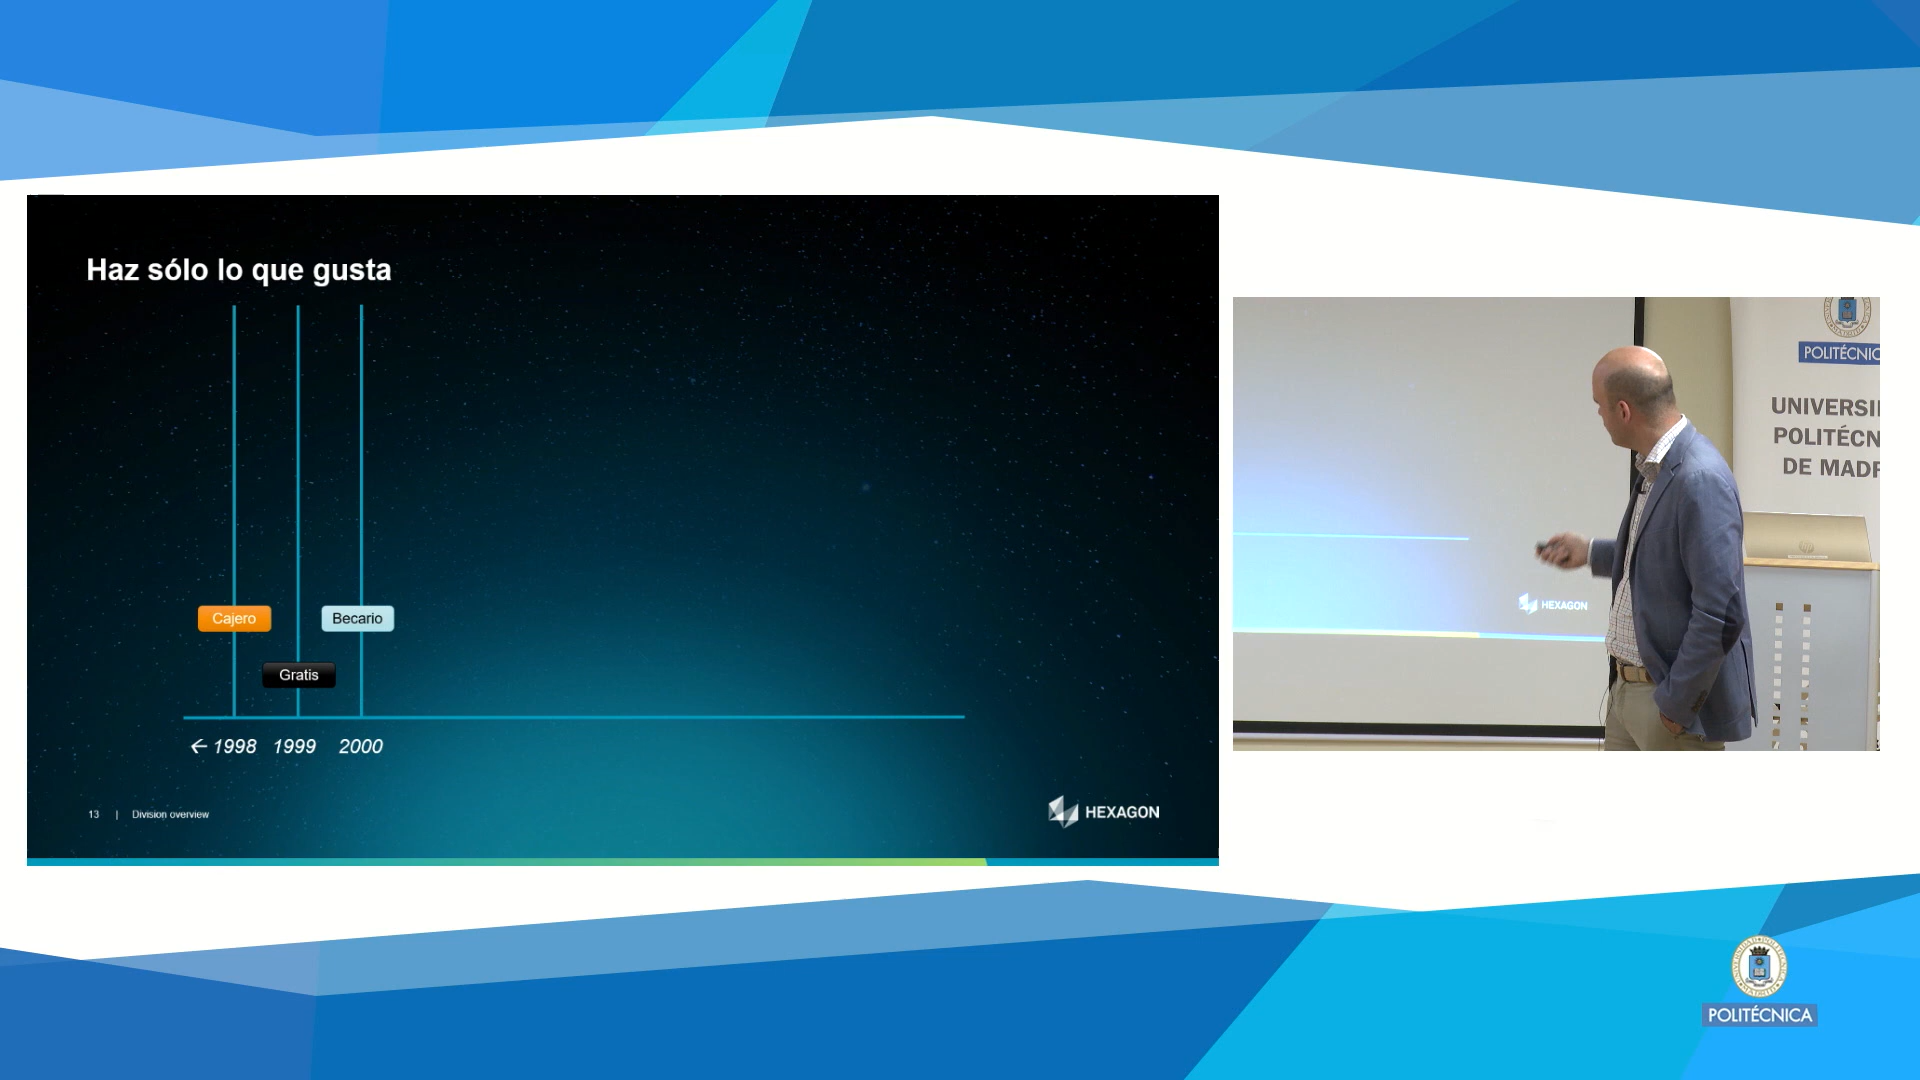 Haz sólo lo que gusta
Cajero
Becario
Gratis
← 1998 1999 2000
13 | Division overview
HEXAGON
HEXAGON
POLITÉCNIC
UNIVERSI
POLITÉCN
DE MAD
POLITÉCNICA